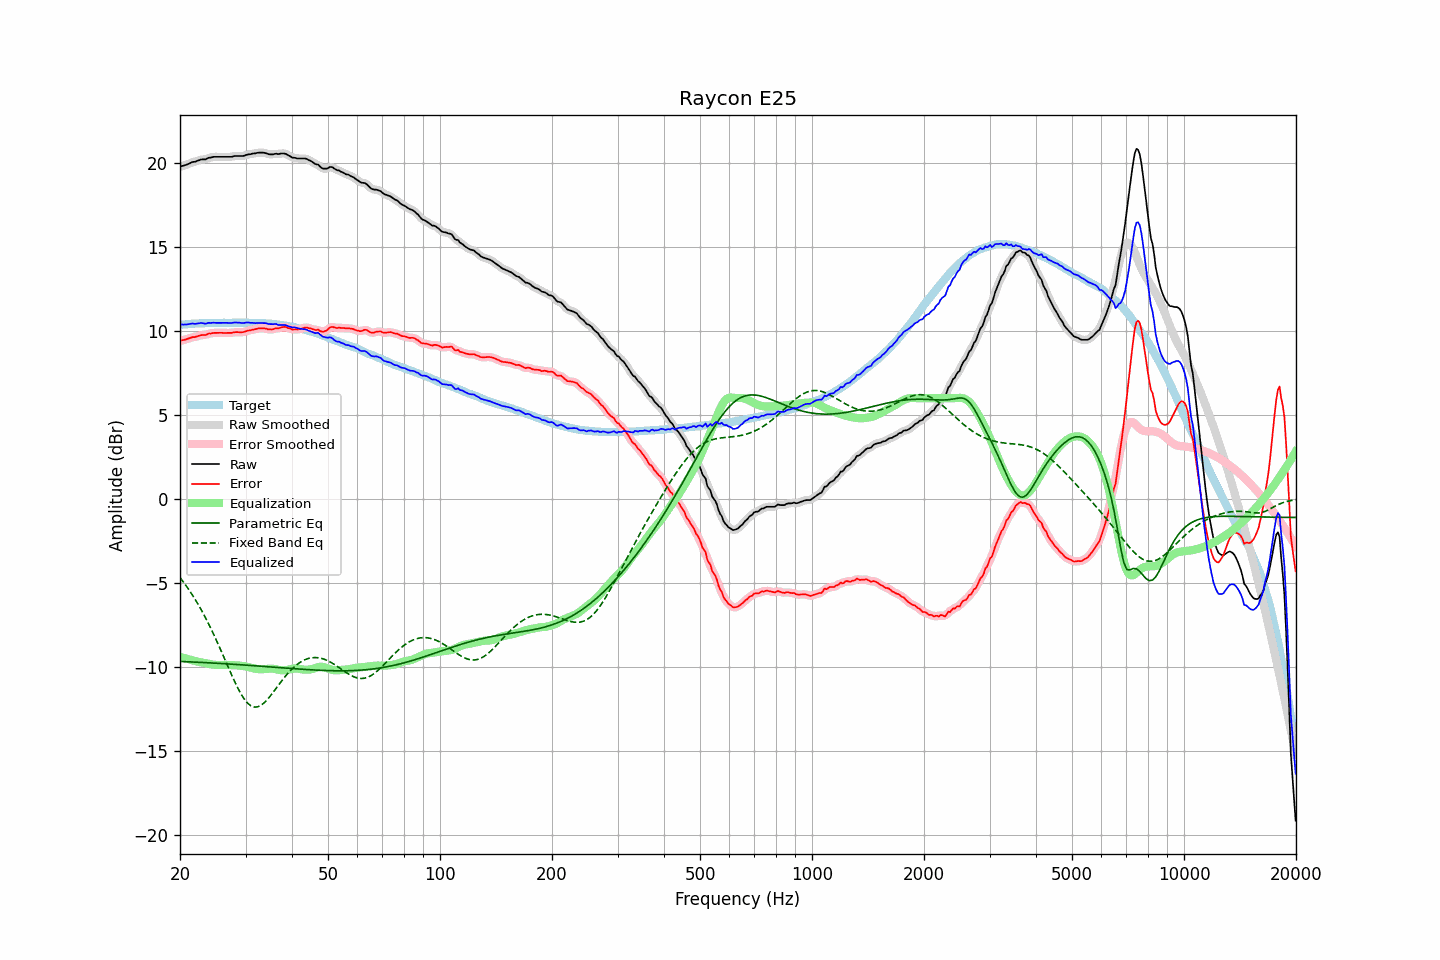 Raycon E25
Amplitude (dBr)
20
15
10
5
0
−5
−10
−15
−20
Target
Raw Smoothed
Error Smoothed
Raw
Error
Equalization
Parametric Eq
Fixed Band Eq
Equalized
20 50 100 200 500 1000 2000 5000 10000 20000
Frequency (Hz)